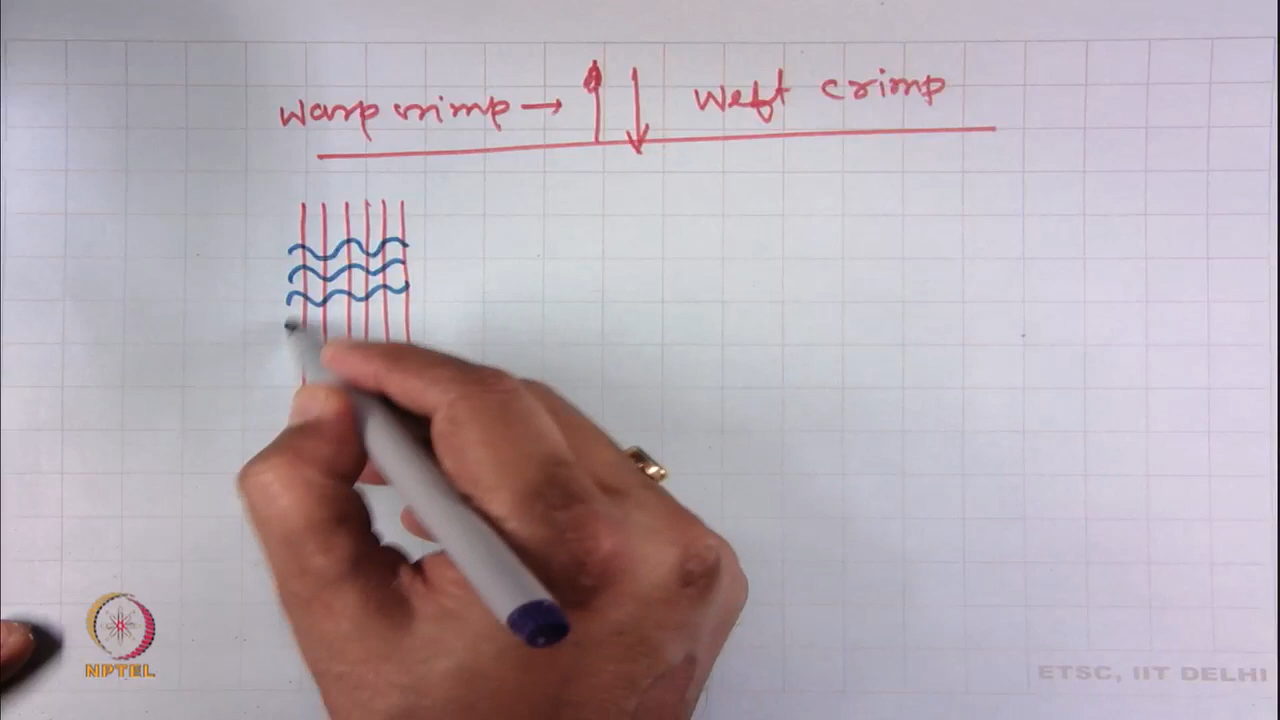 Warp crimp → ↑ ↓ Weft crimp
NPTEL
ETSC, IIT DELHI